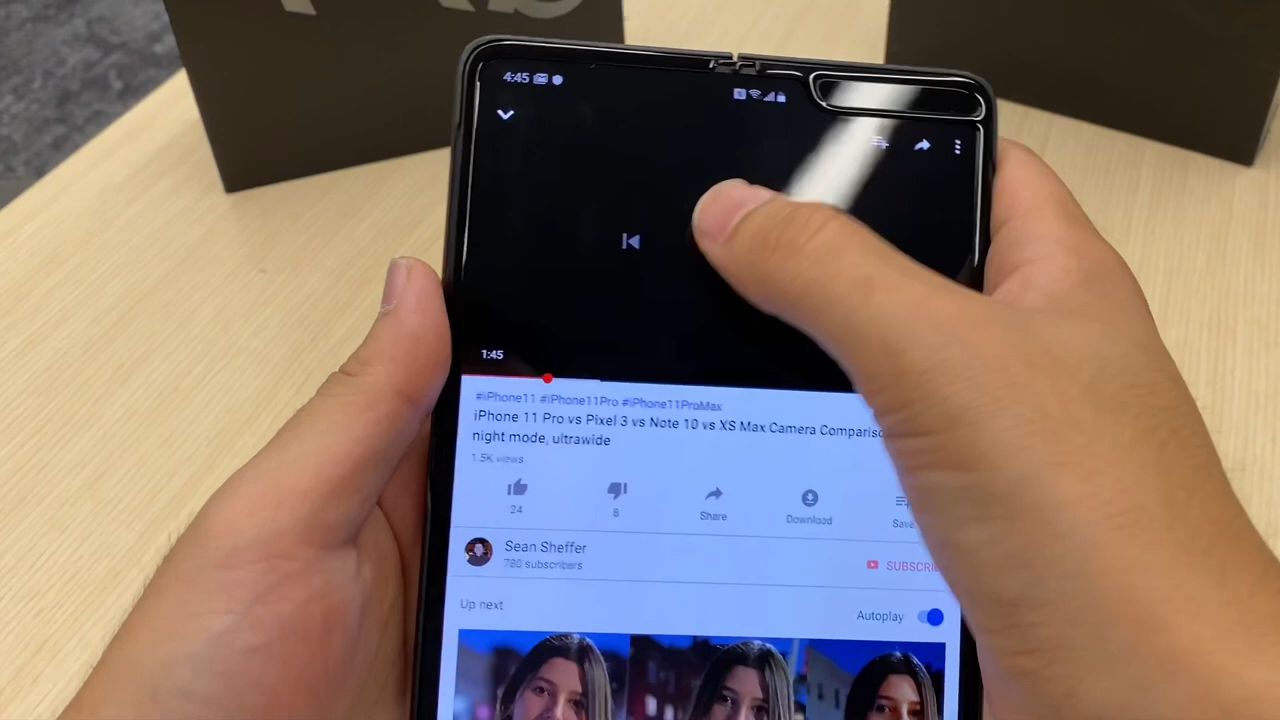 4:45
1:45
#iPhone11 #iPhone11Pro #iPhone11ProMax
iPhone 11 Pro vs Pixel 3 vs Note 10 vs XS Max Camera Comparis
night mode, ultrawide
1.5K views
24
8
Share
Download
Save
Sean Sheffer
780 subscribers
SUBSCRI
Up next
Autoplay